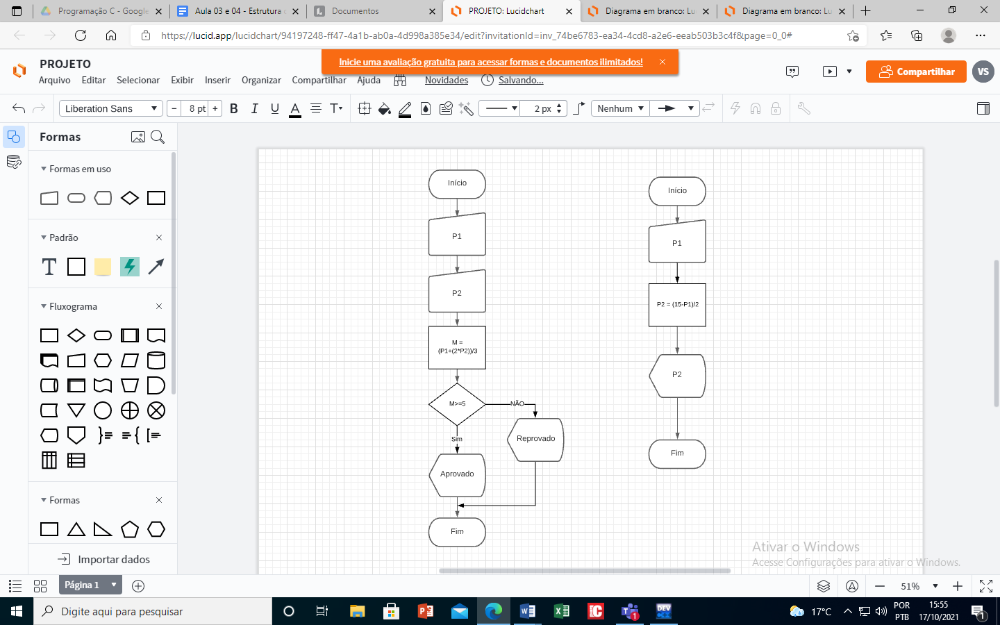 Programação C - Google
Aula 03 e 04 - Estrutura
Documentos
PROJETO: Lucidchart
Diagrama em branco: Lu
Diagrama em branco: Lu
https://lucid.app/lucidchart/94197248-ff47-4a1b-ab0a-4d998a385e34/edit?invitationId=inv_74be6783-ea34-4cd8-a2e6-eeab503b3c4f&page=0_0#
Inicie uma avaliação gratuita para acessar formas e documentos ilimitados!
PROJETO
Arquivo Editar Selecionar Exibir Inserir Organizar Compartilhar Ajuda Novidades Salvando...
Compartilhar
VS
Liberation Sans
− 8 pt +
B I U A T
2 px
Nenhum
Formas
Formas em uso
Padrão
T
Fluxograma
Formas
Importar dados
Início
P1
P2
M =
(P1+(2*P2))/3
M>=5
NÃO
Sim
Reprovado
Aprovado
Fim
Início
P1
P2 = (15-P1)/2
P2
Fim
Ativar o Windows
Acesse Configurações para ativar o Windows.
Página 1
51%
Digite aqui para pesquisar
1
DEV
17°C
POR
PTB
15:55
17/10/2021
1